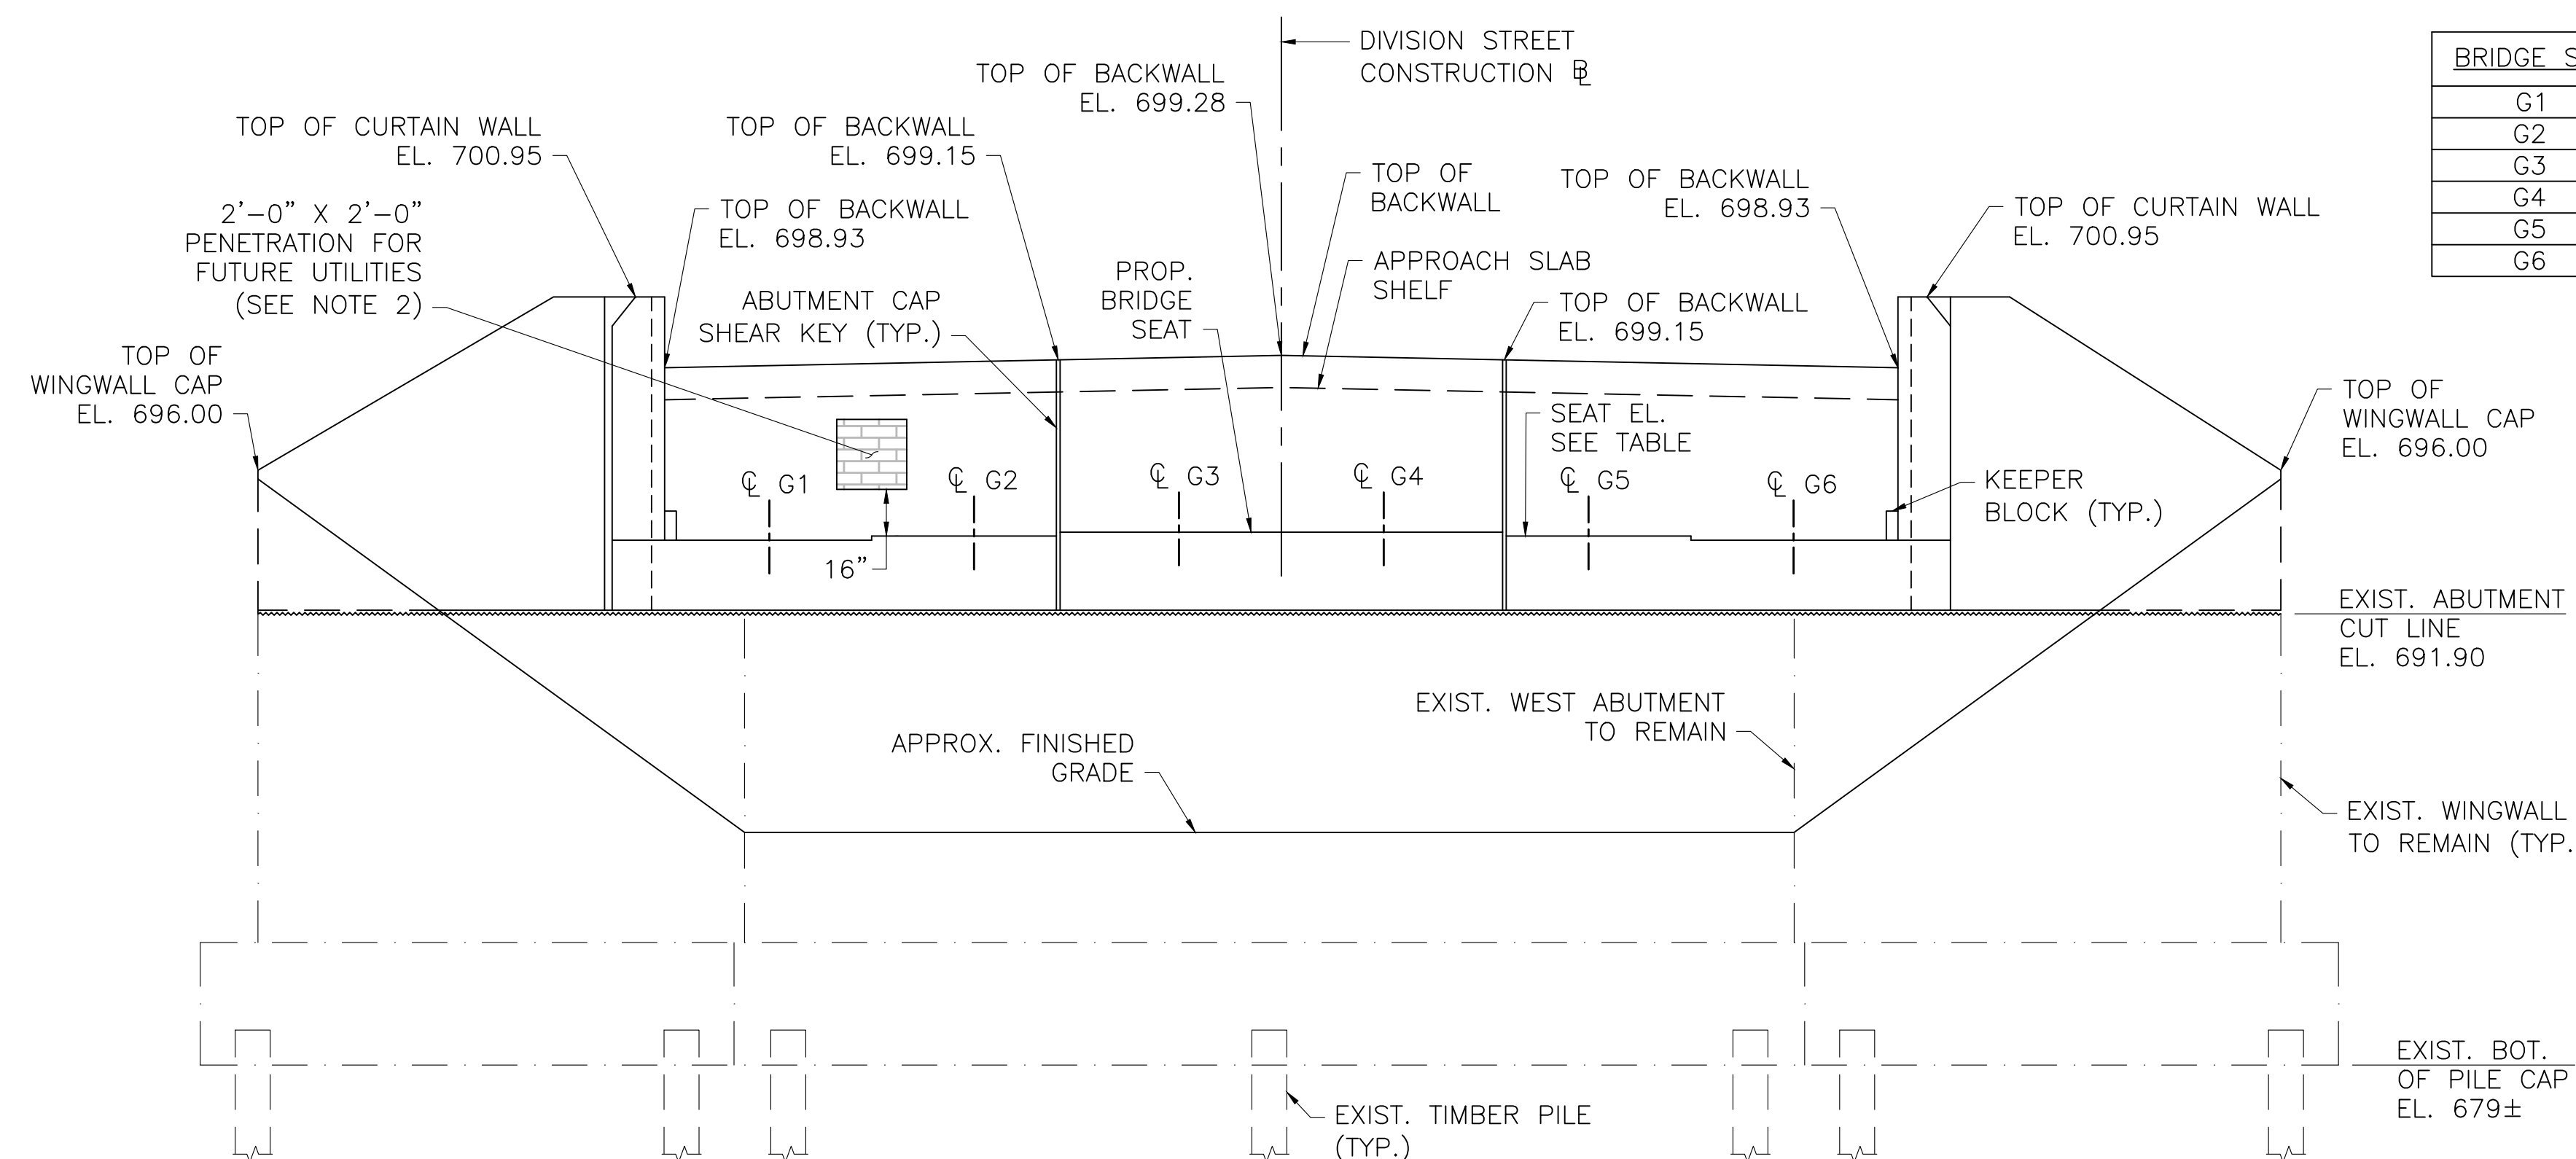 DIVISION STREET
CONSTRUCTION ⅊
TOP OF BACKWALL
EL. 699.28
TOP OF CURTAIN WALL
EL. 700.95
TOP OF BACKWALL
EL. 699.15
2'-0" X 2'-0"
PENETRATION FOR
FUTURE UTILITIES
(SEE NOTE 2)
TOP OF BACKWALL
EL. 698.93
TOP OF
BACKWALL
TOP OF BACKWALL
EL. 698.93
TOP OF CURTAIN WALL
EL. 700.95
APPROACH SLAB
SHELF
PROP.
BRIDGE
SEAT
ABUTMENT CAP
SHEAR KEY (TYP.)
TOP OF BACKWALL
EL. 699.15
TOP OF
WINGWALL CAP
EL. 696.00
TOP OF
WINGWALL CAP
EL. 696.00
SEAT EL.
SEE TABLE
℄ G1
℄ G2
℄ G3
℄ G4
℄ G5
℄ G6
KEEPER
BLOCK (TYP.)
16"
EXIST. ABUTMENT
CUT LINE
EL. 691.90
EXIST. WEST ABUTMENT
TO REMAIN
APPROX. FINISHED
GRADE
EXIST. WINGWALL
TO REMAIN (TYP.
EXIST. BOT.
OF PILE CAP
EL. 679±
EXIST. TIMBER PILE
(TYP.)
BRIDGE S
G1
G2
G3
G4
G5
G6